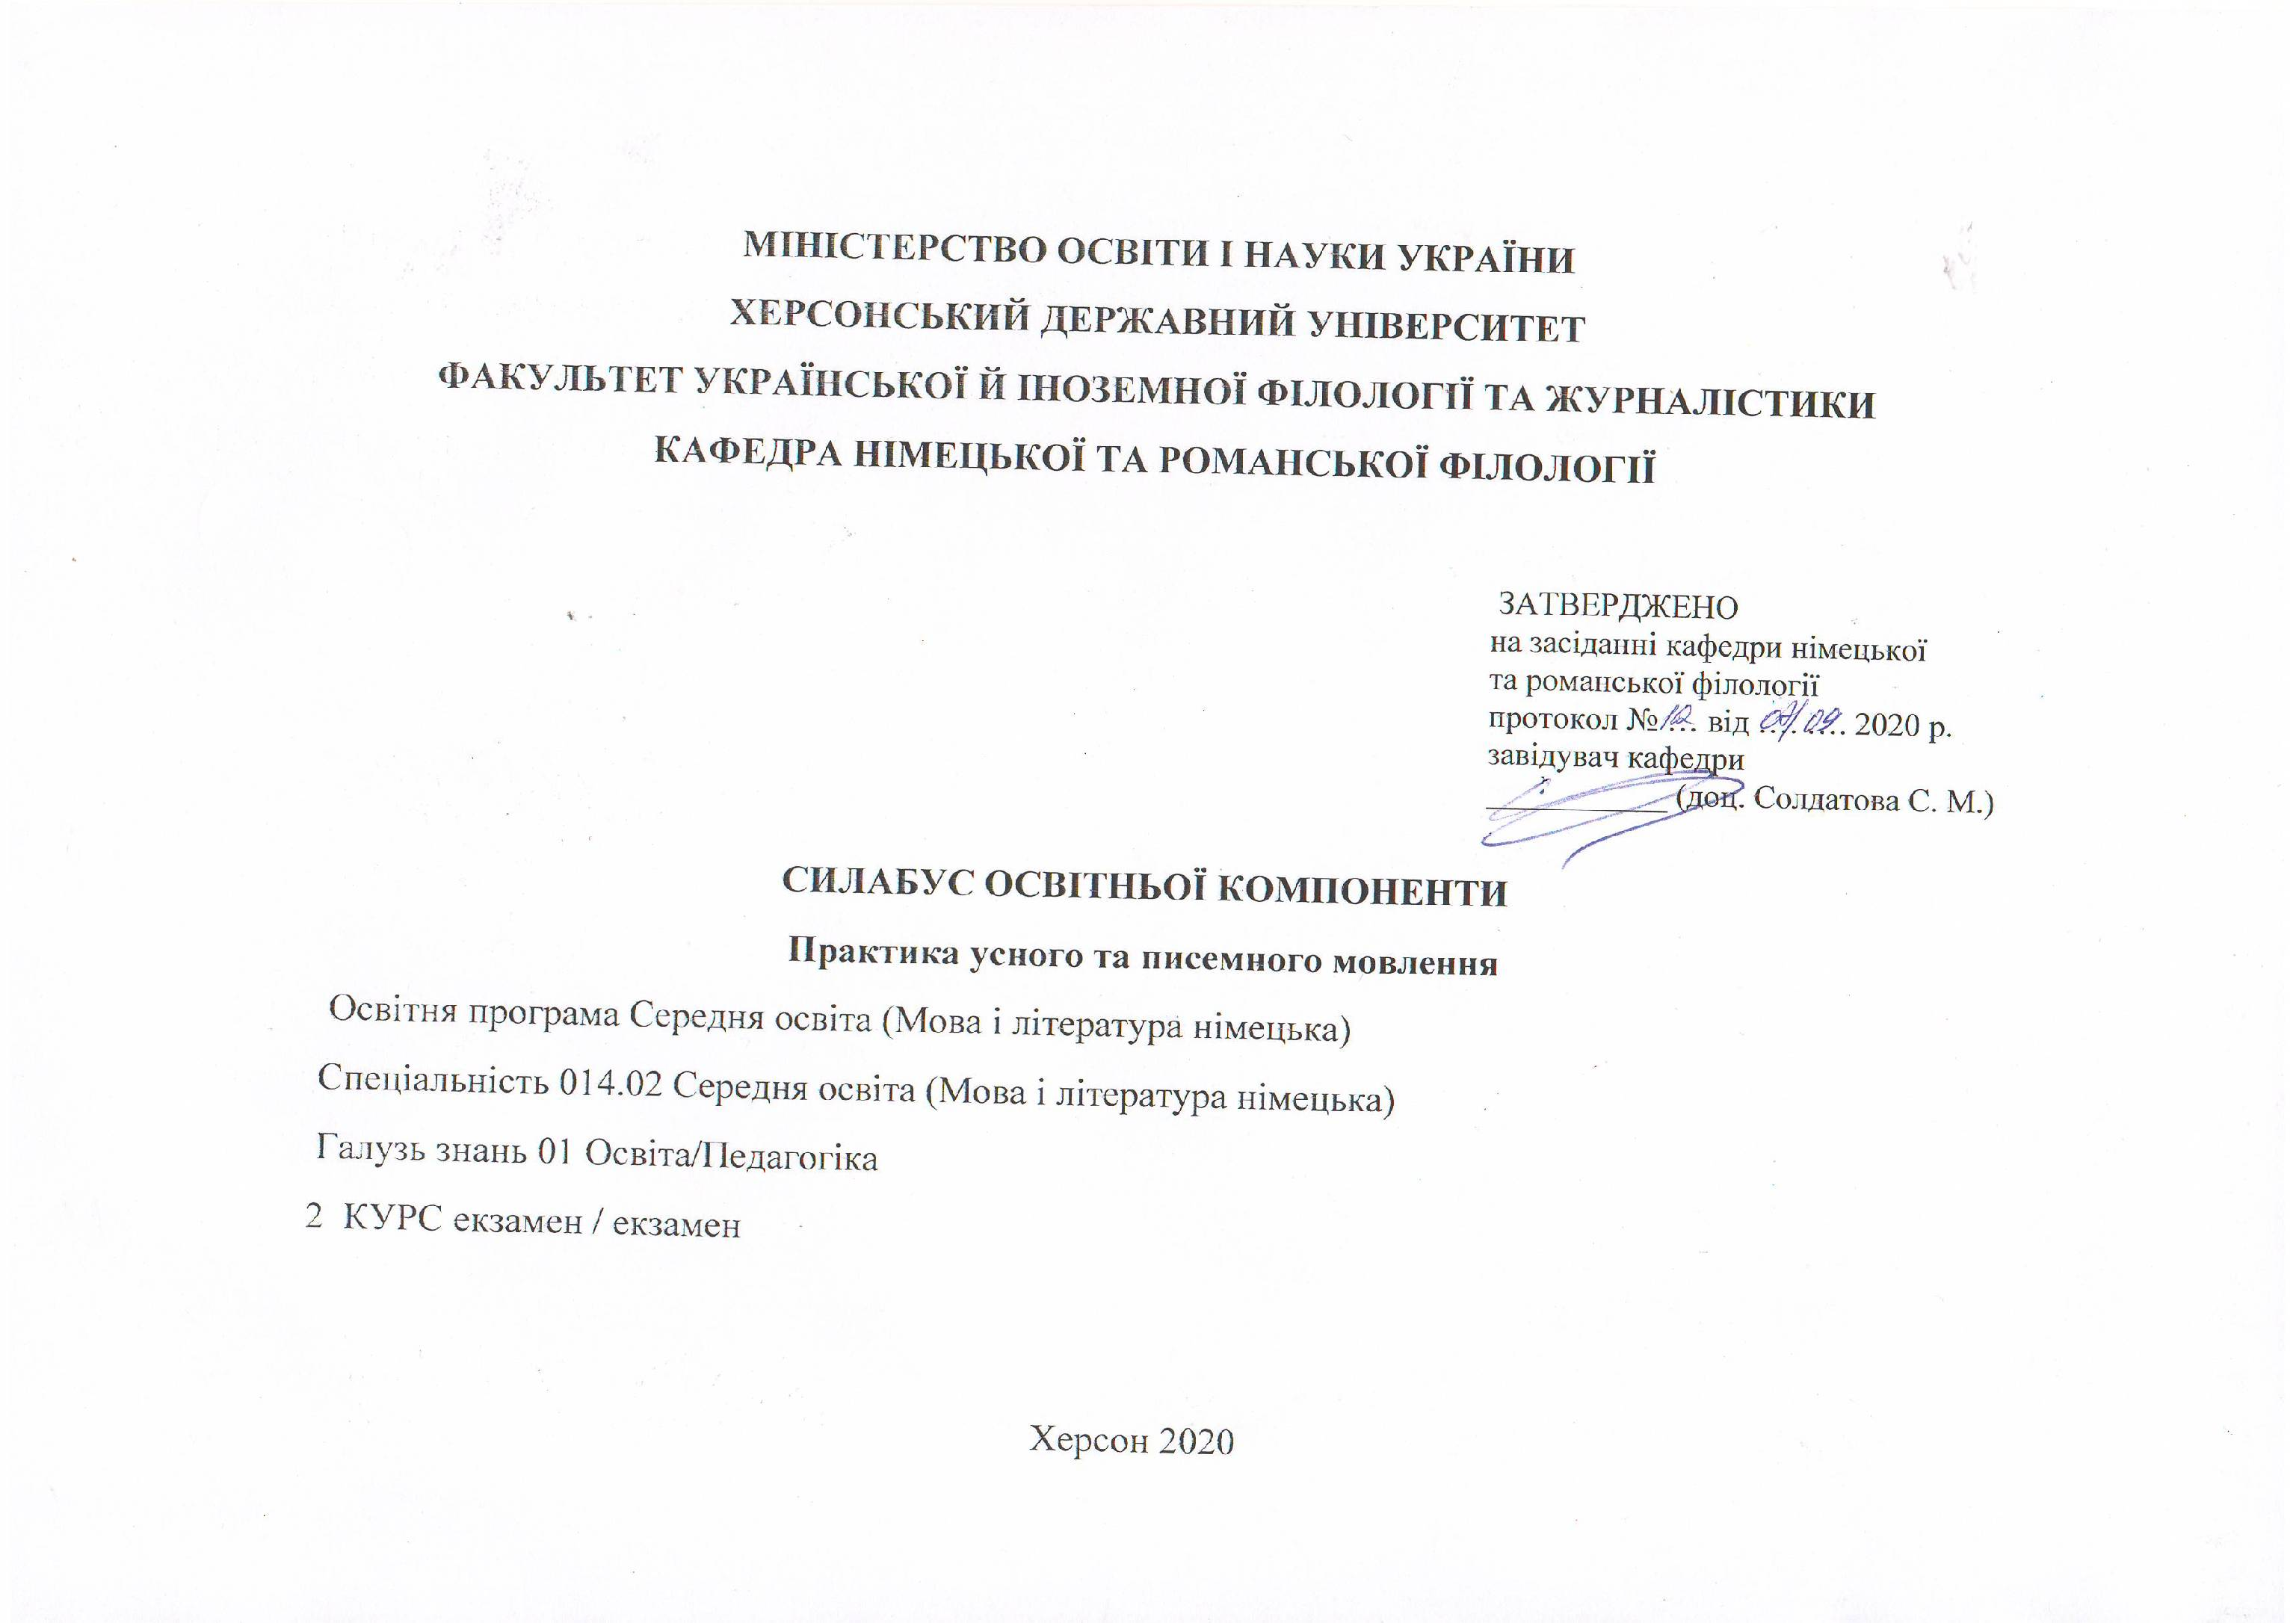 МІНІСТЕРСТВО ОСВІТИ І НАУКИ УКРАЇНИ
ХЕРСОНСЬКИЙ ДЕРЖАВНИЙ УНІВЕРСИТЕТ
ФАКУЛЬТЕТ УКРАЇНСЬКОЇ Й ІНОЗЕМНОЇ ФІЛОЛОГІЇ ТА ЖУРНАЛІСТИКИ
КАФЕДРА НІМЕЦЬКОЇ ТА РОМАНСЬКОЇ ФІЛОЛОГІЇ
ЗАТВЕРДЖЕНО
на засіданні кафедри німецької
та романської філології
протокол № від 2020 р.
завідувач кафедри
(доц. Солдатова С. М.)
СИЛАБУС ОСВІТНЬОЇ КОМПОНЕНТИ
Практика усного та писемного мовлення
Освітня програма Середня освіта (Мова і література німецька)
Спеціальність 014.02 Середня освіта (Мова і література німецька)
Галузь знань 01 Освіта/Педагогіка
2 КУРС екзамен / екзамен
Херсон 2020